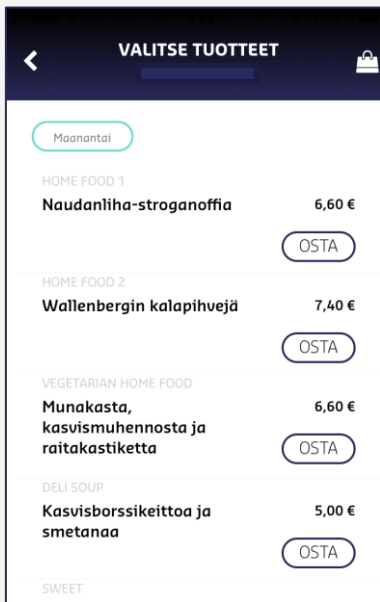 VALITSE TUOTTEET
Maanantai
HOME FOOD 1
Naudanliha-stroganoffia 6,60 €
OSTA
HOME FOOD 2
Wallenbergin kalapihvejä 7,40 €
OSTA
VEGETARIAN HOME FOOD
Munakasta, 6,60 €
kasvismuhennosta ja
raitakastiketta
OSTA
DELI SOUP
Kasvisborssikeittoa ja 5,00 €
smetanaa
OSTA
SWEET